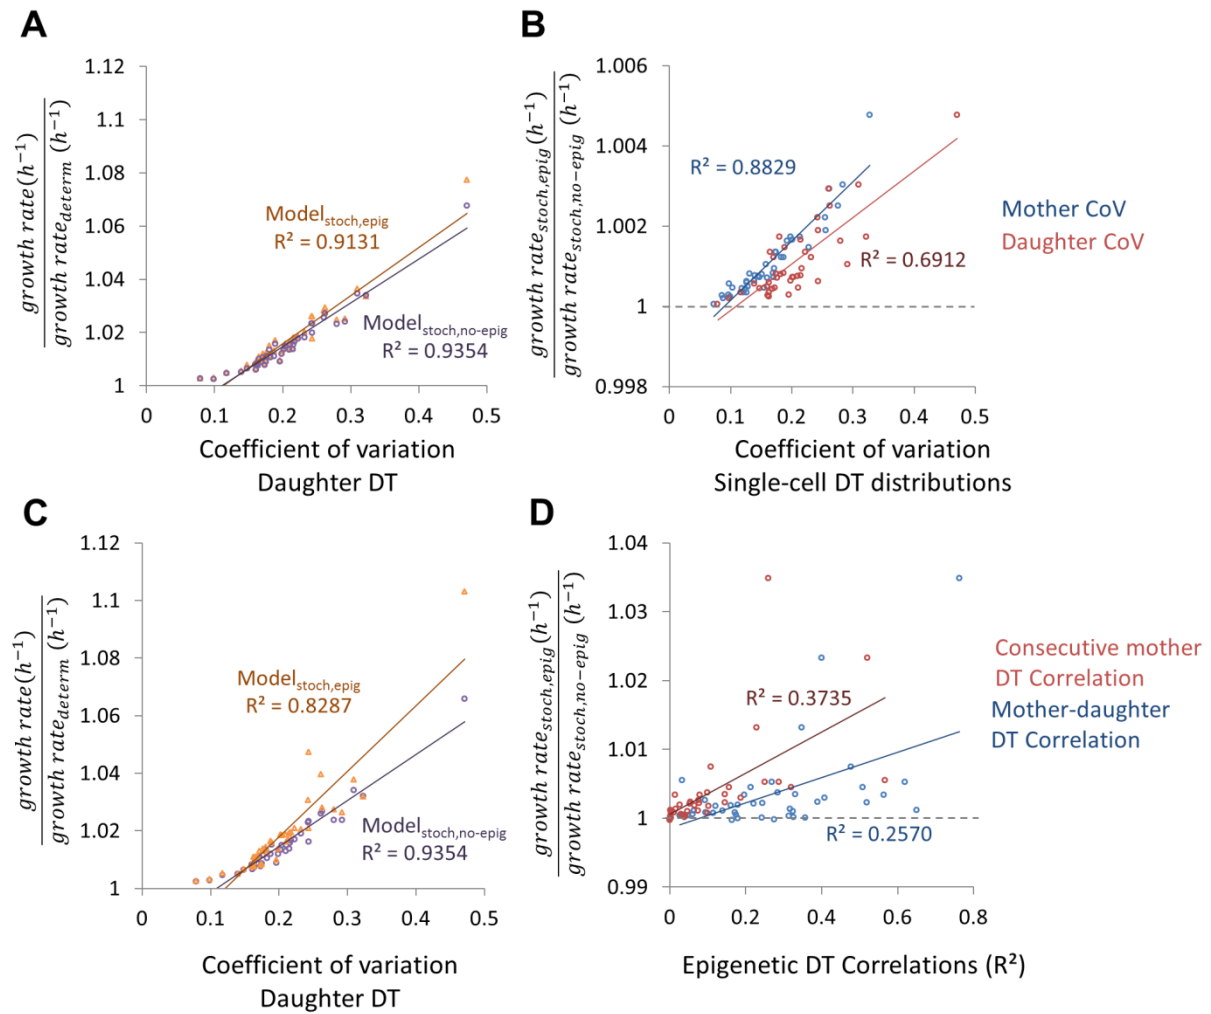 A
growth rate(h⁻¹)
growth rate_determ (h⁻¹)
1.12
1.1
1.08
1.06
1.04
1.02
1
Model_stoch,epig
R² = 0.9131
Model_stoch,no-epig
R² = 0.9354
0 0.1 0.2 0.3 0.4 0.5
Coefficient of variation
Daughter DT
B
growth rate_stoch,epig(h⁻¹)
growth rate_stoch,no−epig (h⁻¹)
1.006
1.004
1.002
1
0.998
R² = 0.8829
R² = 0.6912
Mother CoV
Daughter CoV
0 0.1 0.2 0.3 0.4 0.5
Coefficient of variation
Single-cell DT distributions
C
growth rate(h⁻¹)
growth rate_determ (h⁻¹)
1.12
1.1
1.08
1.06
1.04
1.02
1
Model_stoch,epig
R² = 0.8287
Model_stoch,no-epig
R² = 0.9354
0 0.1 0.2 0.3 0.4 0.5
Coefficient of variation
Daughter DT
D
growth rate_stoch,epig(h⁻¹)
growth rate_stoch,no−epig (h⁻¹)
1.04
1.03
1.02
1.01
1
0.99
R² = 0.3735
R² = 0.2570
Consecutive mother
DT Correlation
Mother-daughter
DT Correlation
0 0.2 0.4 0.6 0.8
Epigenetic DT Correlations (R²)